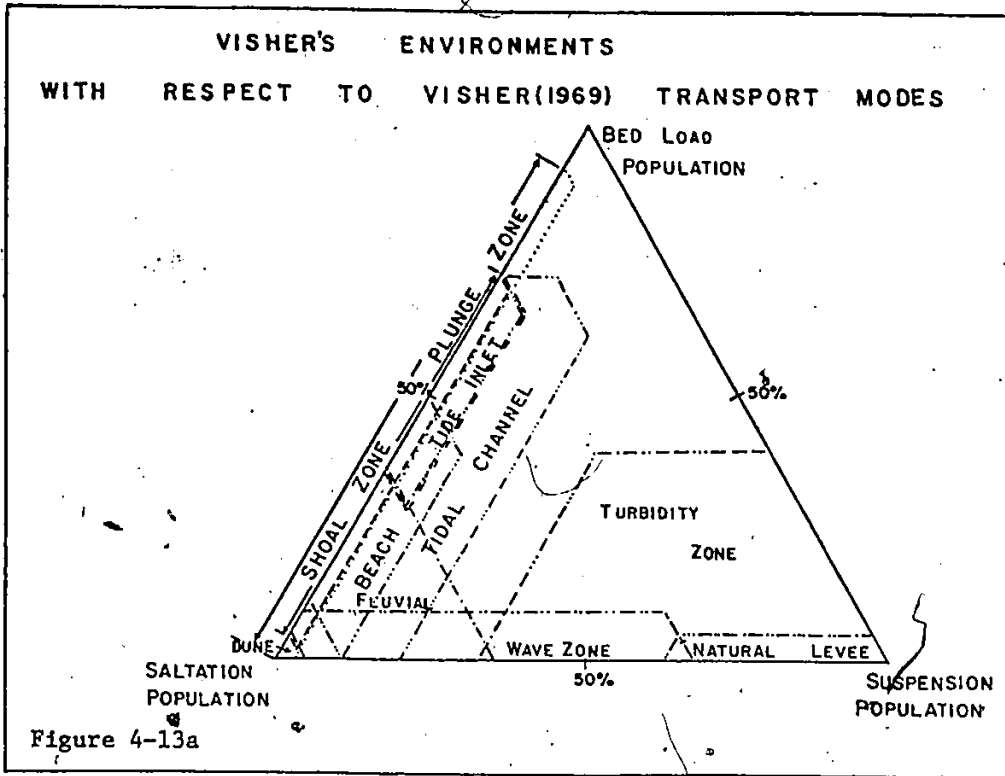 VISHER'S ENVIRONMENTS
WITH RESPECT TO VISHER(1969) TRANSPORT MODES
BED LOAD
POPULATION
PLUNGE ZONE
SHOAL ZONE
50%
50%
TIDE INLET
TIDAL CHANNEL
BEACH
TURBIDITY
ZONE
FLUVIAL
DUNE
WAVE ZONE
NATURAL LEVEE
SALTATION
POPULATION
50%
SUSPENSION
POPULATION
Figure 4-13a